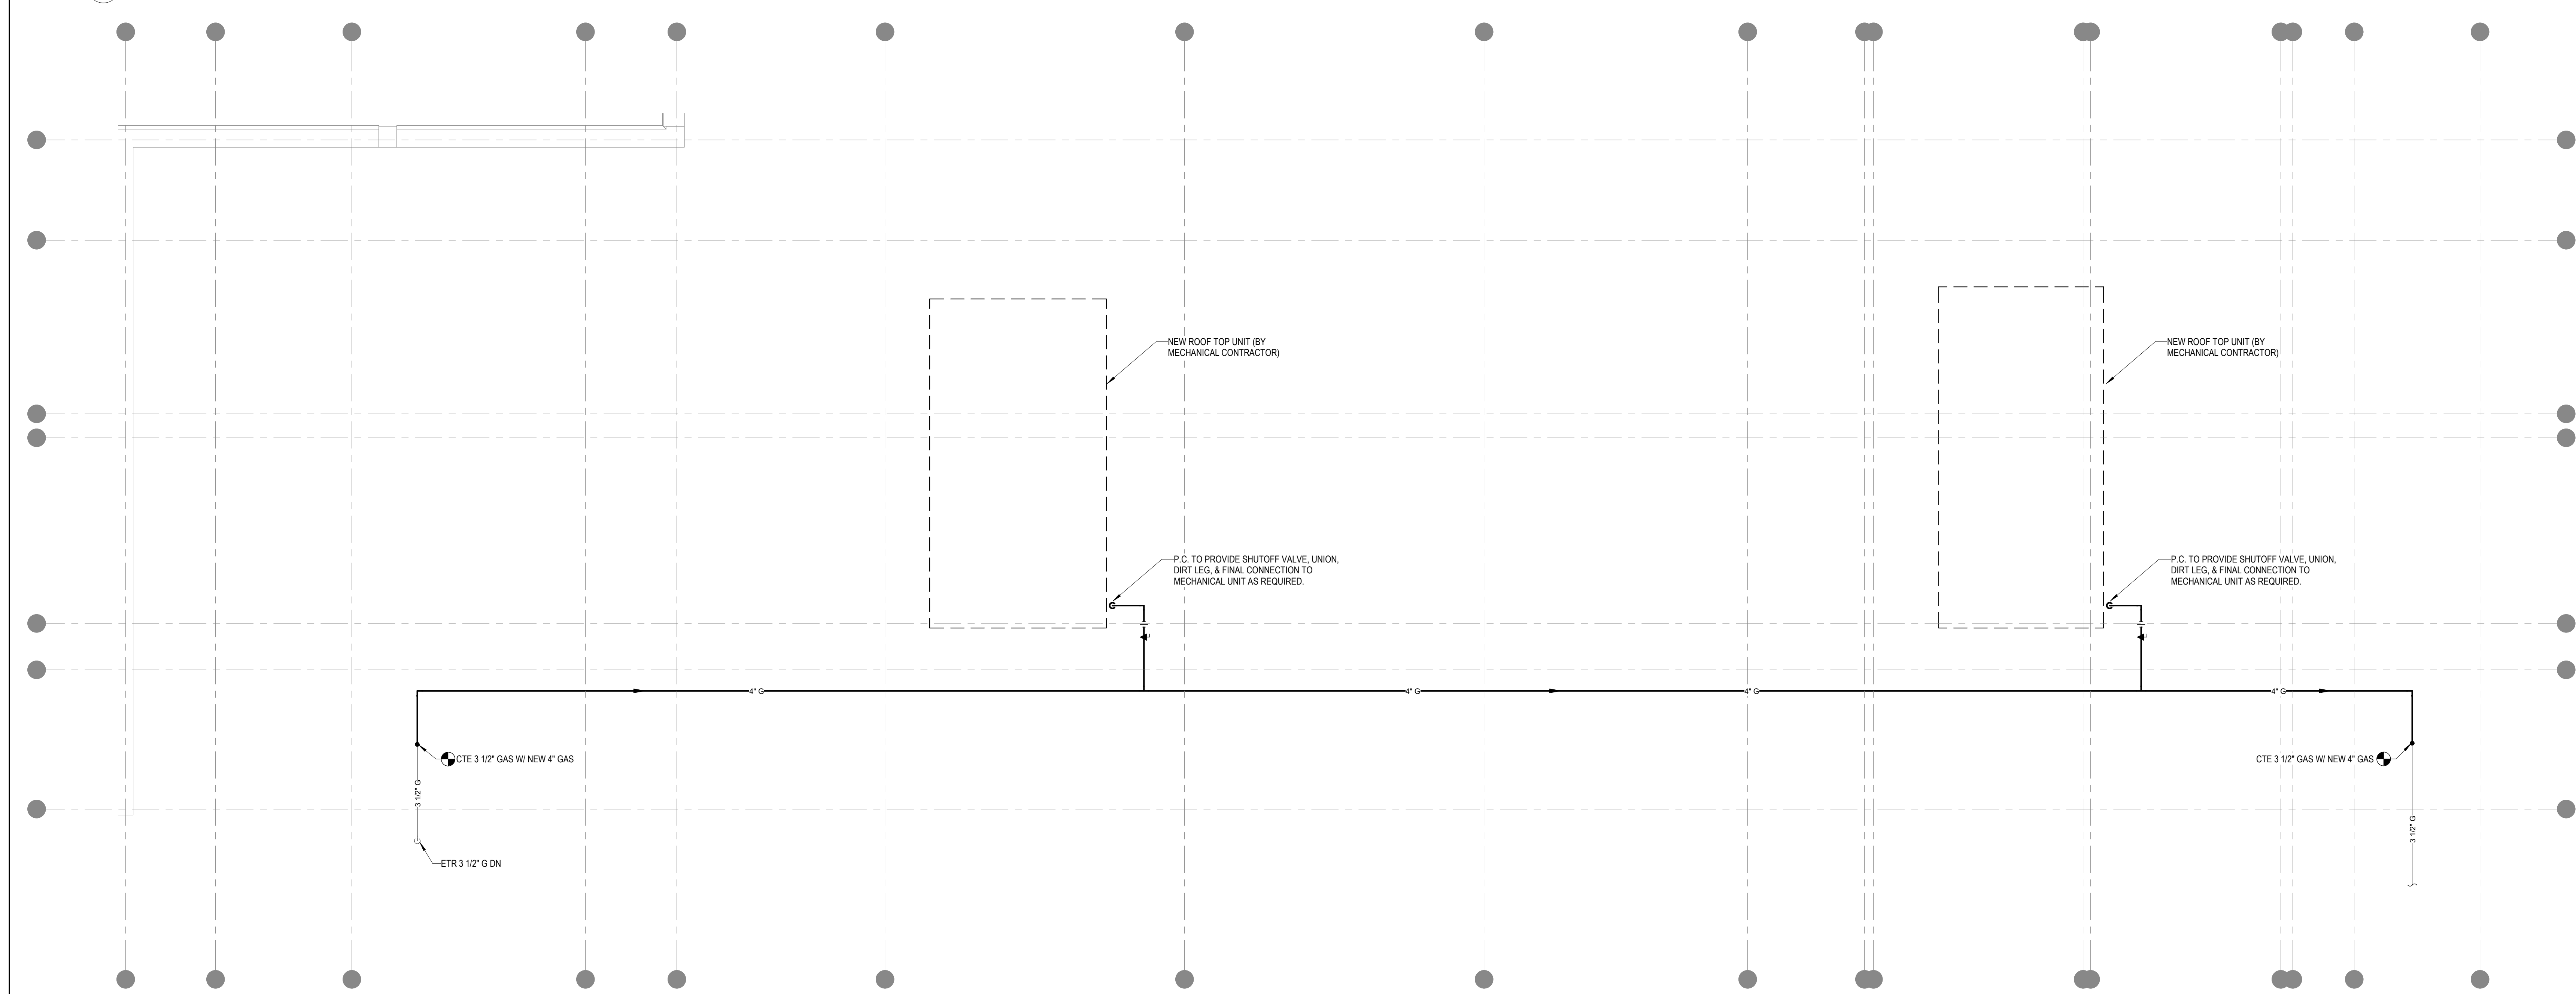 NEW ROOF TOP UNIT (BY
MECHANICAL CONTRACTOR)
NEW ROOF TOP UNIT (BY
MECHANICAL CONTRACTOR)
P.C. TO PROVIDE SHUTOFF VALVE, UNION,
DIRT LEG, & FINAL CONNECTION TO
MECHANICAL UNIT AS REQUIRED.
P.C. TO PROVIDE SHUTOFF VALVE, UNION,
DIRT LEG, & FINAL CONNECTION TO
MECHANICAL UNIT AS REQUIRED.
4" G
4" G
4" G
4" G
CTE 3 1/2" GAS W/ NEW 4" GAS
CTE 3 1/2" GAS W/ NEW 4" GAS
3 1/2" G
3 1/2" G
ETR 3 1/2" G DN